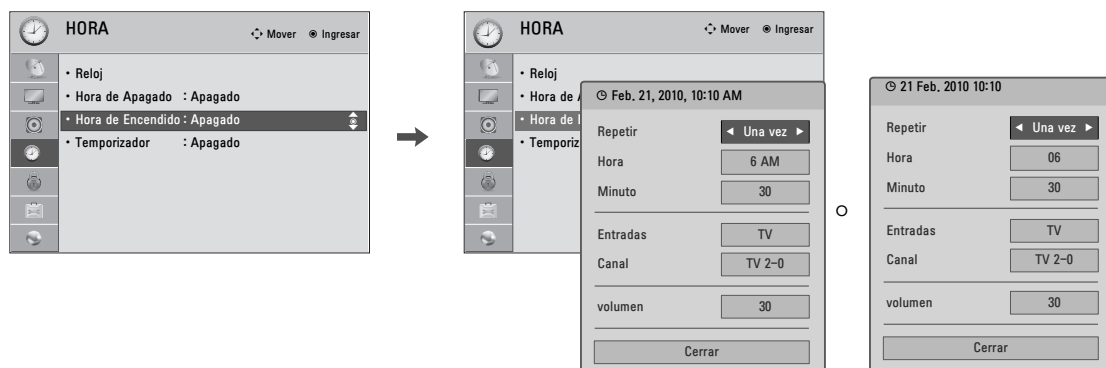 HORA
Mover Ingresar
• Reloj
• Hora de Apagado : Apagado
• Hora de Encendido : Apagado
• Temporizador : Apagado
HORA
Mover Ingresar
• Reloj
• Hora de A
• Hora de E
• Temporiz
Feb. 21, 2010, 10:10 AM
Repetir ◄ Una vez ►
Hora 6 AM
Minuto 30
Entradas TV
Canal TV 2-0
volumen 30
Cerrar
o
21 Feb. 2010 10:10
Repetir ◄ Una vez ►
Hora 06
Minuto 30
Entradas TV
Canal TV 2-0
volumen 30
Cerrar